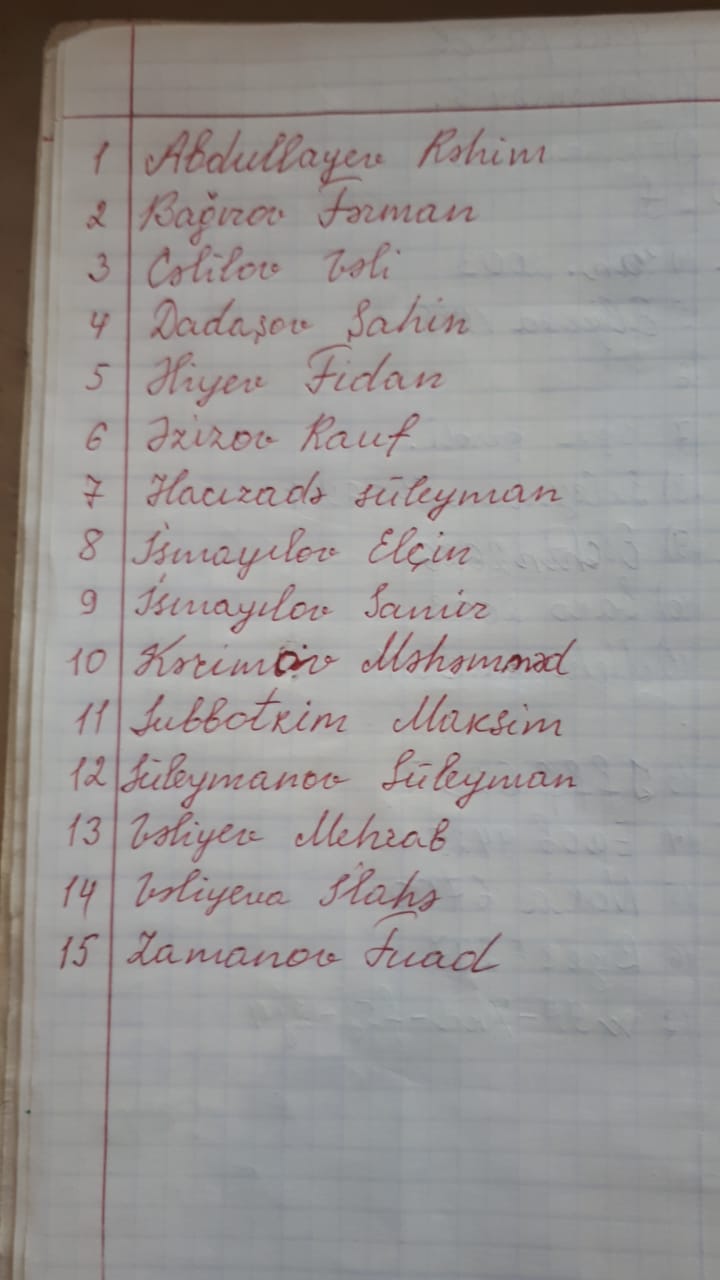 1 Abdullayev Rəhim
2 Bağırov Fərman
3 Cəlilov Vəli
4 Dadaşov Şahin
5 Əliyev Fidan
6 Əzizov Rauf
7 Hacızadə Süleyman
8 İsmayılov Elçin
9 İsmayılov Samir
10 Kərimov Məhəmməd
11 Subbotkim Maksim
12 Süleymanov Süleyman
13 Vəliyev Mehrab
14 Vəliyeva İlahə
15 Zamanov Fuad